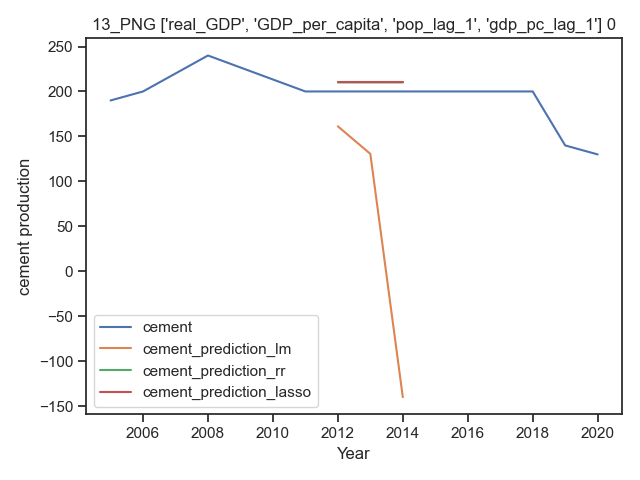 13_PNG ['real_GDP', 'GDP_per_capita', 'pop_lag_1', 'gdp_pc_lag_1'] 0
250
200
150
100
50
0
−50
−100
−150
cement production
cement
cement_prediction_lm
cement_prediction_rr
cement_prediction_lasso
2006 2008 2010 2012 2014 2016 2018 2020
Year